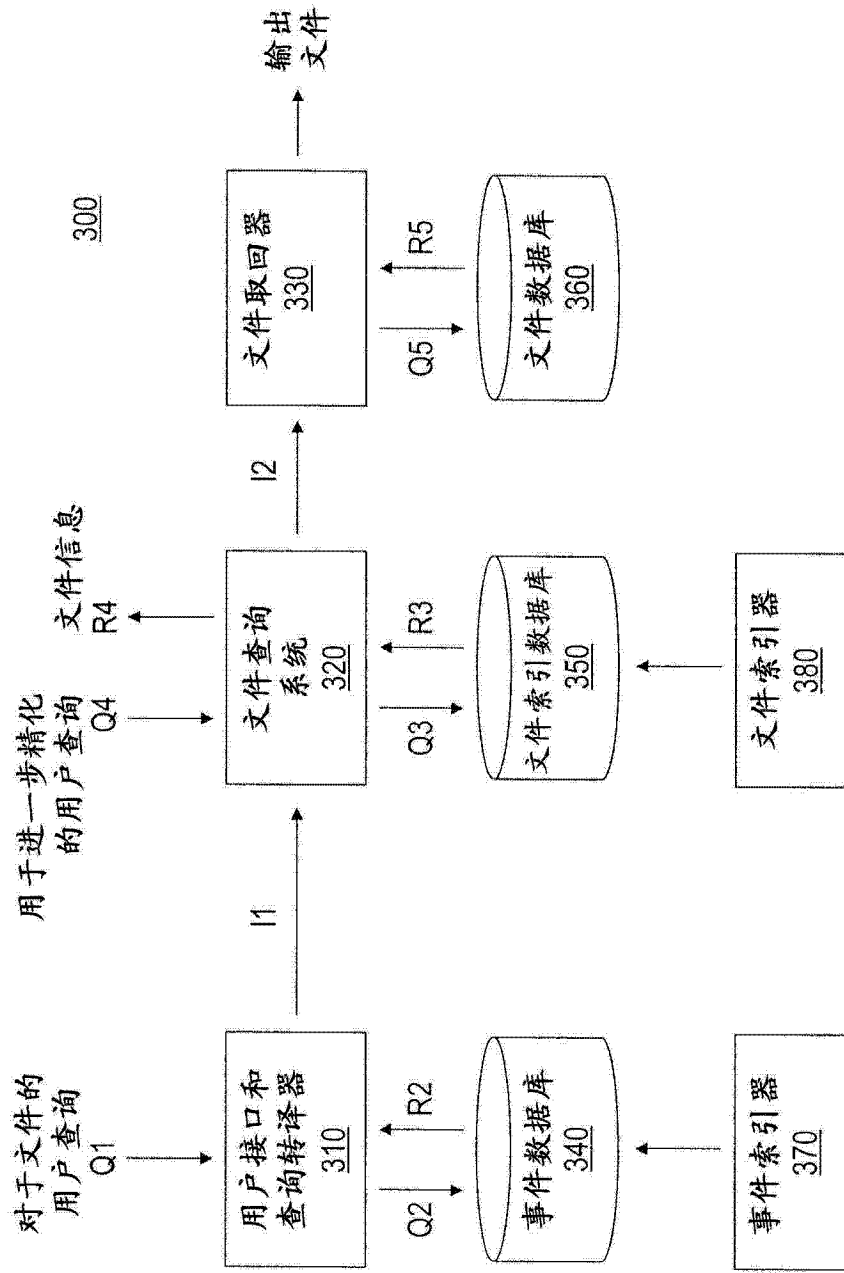 300
对于文件的
用户查询
Q1
用于进一步精化
的用户查询
Q4
文件信息
R4
用户接口和
查询转译器
310
I1
文件查询
系统
320
I2
文件取回器
330
输出
文件
Q2
R2
Q3
R3
Q5
R5
事件数据库
340
文件索引数据库
350
文件数据库
360
事件索引器
370
文件索引器
380